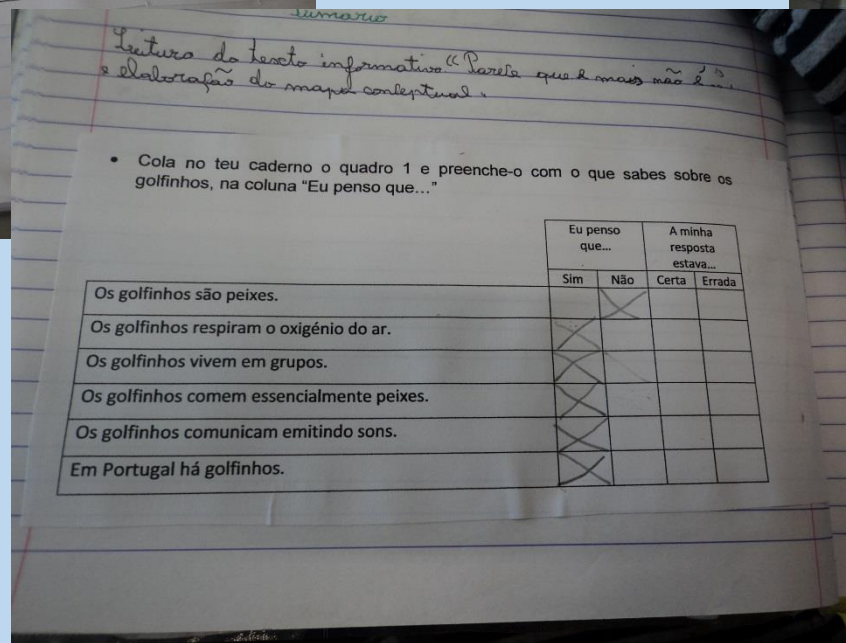 Sumário
Leitura do texto informativo "Parece que é mais não é"...
e elaboração do mapa conceptual.
• Cola no teu caderno o quadro 1 e preenche-o com o que sabes sobre os
golfinhos, na coluna "Eu penso que..."
Eu penso
que...
A minha
resposta
estava...
Sim Não Certa Errada
Os golfinhos são peixes.
Os golfinhos respiram o oxigénio do ar.
Os golfinhos vivem em grupos.
Os golfinhos comem essencialmente peixes.
Os golfinhos comunicam emitindo sons.
Em Portugal há golfinhos.